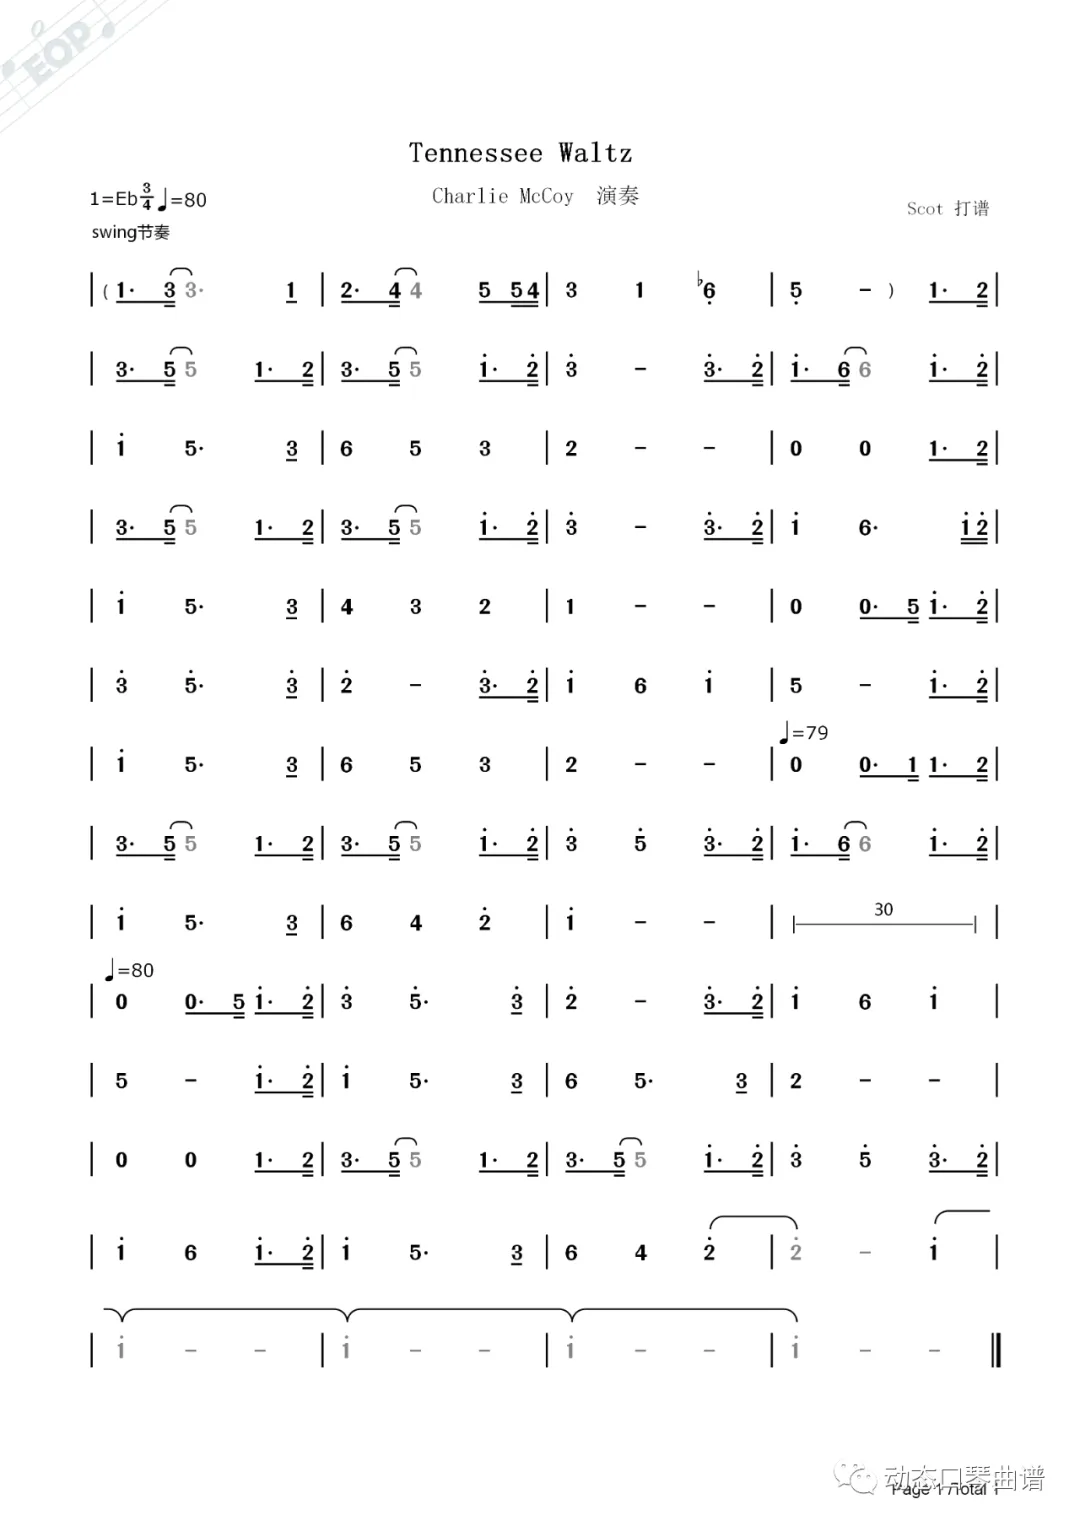 EOP
Tennessee Waltz
1=Eb 3/4 ♩=80
Charlie McCoy 演奏
Scot 打谱
swing节奏
| ( 1· 3 3· 1 | 2· 4 4 5 5 4 | 3 1 ♭6̣ | 5̣ - ) 1· 2 |
| 3· 5 5 1· 2 | 3· 5 5 1̇· 2̇ | 3̇ - 3̇· 2̇ | 1̇· 6 6 1̇· 2̇ |
| 1̇ 5· 3 | 6 5 3 | 2 - - | 0 0 1· 2 |
| 3· 5 5 1· 2 | 3· 5 5 1̇· 2̇ | 3̇ - 3̇· 2̇ | 1̇ 6· 1̇ 2̇ |
| 1̇ 5· 3 | 4 3 2 | 1 - - | 0 0· 5 1̇· 2̇ |
| 3̇ 5̇· 3̇ | 2̇ - 3̇· 2̇ | 1̇ 6 1̇ | 5 - 1̇· 2̇ |
♩=79
| 1̇ 5· 3 | 6 5 3 | 2 - - | 0 0· 1 1· 2 |
| 3· 5 5 1· 2 | 3· 5 5 1̇· 2̇ | 3̇ 5̇ 3̇· 2̇ | 1̇· 6 6 1̇· 2̇ |
| 1̇ 5· 3 | 6 4 2̇ | 1̇ - - | 30 |
♩=80
| 0 0· 5 1̇· 2̇ | 3̇ 5̇· 3̇ | 2̇ - 3̇· 2̇ | 1̇ 6 1̇ |
| 5 - 1̇· 2̇ | 1̇ 5· 3 | 6 5· 3 | 2 - - |
| 0 0 1· 2 | 3· 5 5 1· 2 | 3· 5 5 1̇· 2̇ | 3̇ 5̇ 3̇· 2̇ |
| 1̇ 6 1̇· 2̇ | 1̇ 5· 3 | 6 4 2̇ | 2̇ - 1̇ |
| 1̇ - - | 1̇ - - | 1̇ - - | 1̇ - - ‖
动态口琴曲谱
Page 1 /Total 1